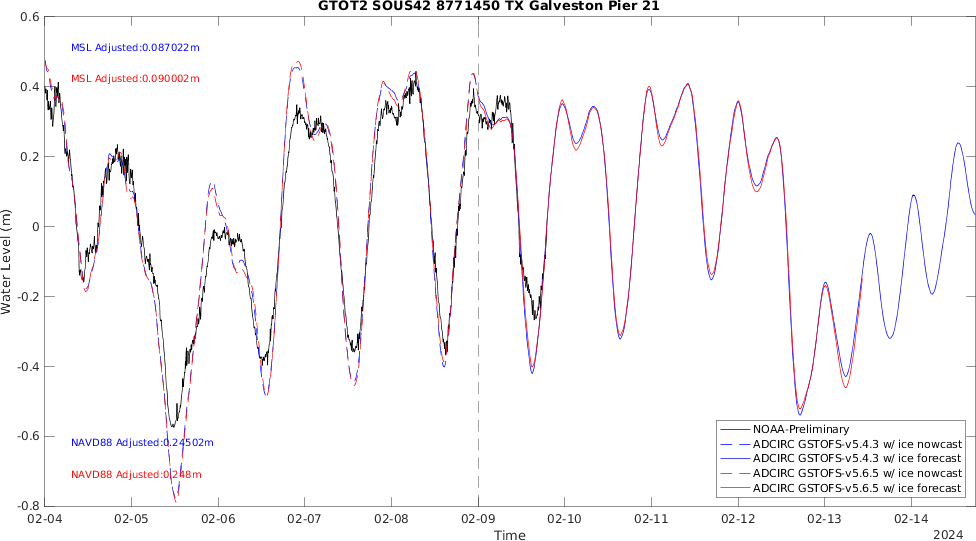 GTOT2 SOUS42 8771450 TX Galveston Pier 21
0.6
0.4
0.2
0
-0.2
-0.4
-0.6
-0.8
Water Level (m)
MSL Adjusted:0.087022m
MSL Adjusted:0.090002m
NAVD88 Adjusted:0.24502m
NAVD88 Adjusted:0.248m
NOAA-Preliminary
ADCIRC GSTOFS-v5.4.3 w/ ice nowcast
ADCIRC GSTOFS-v5.4.3 w/ ice forecast
ADCIRC GSTOFS-v5.6.5 w/ ice nowcast
ADCIRC GSTOFS-v5.6.5 w/ ice forecast
02-04 02-05 02-06 02-07 02-08 02-09 02-10 02-11 02-12 02-13 02-14
Time
2024